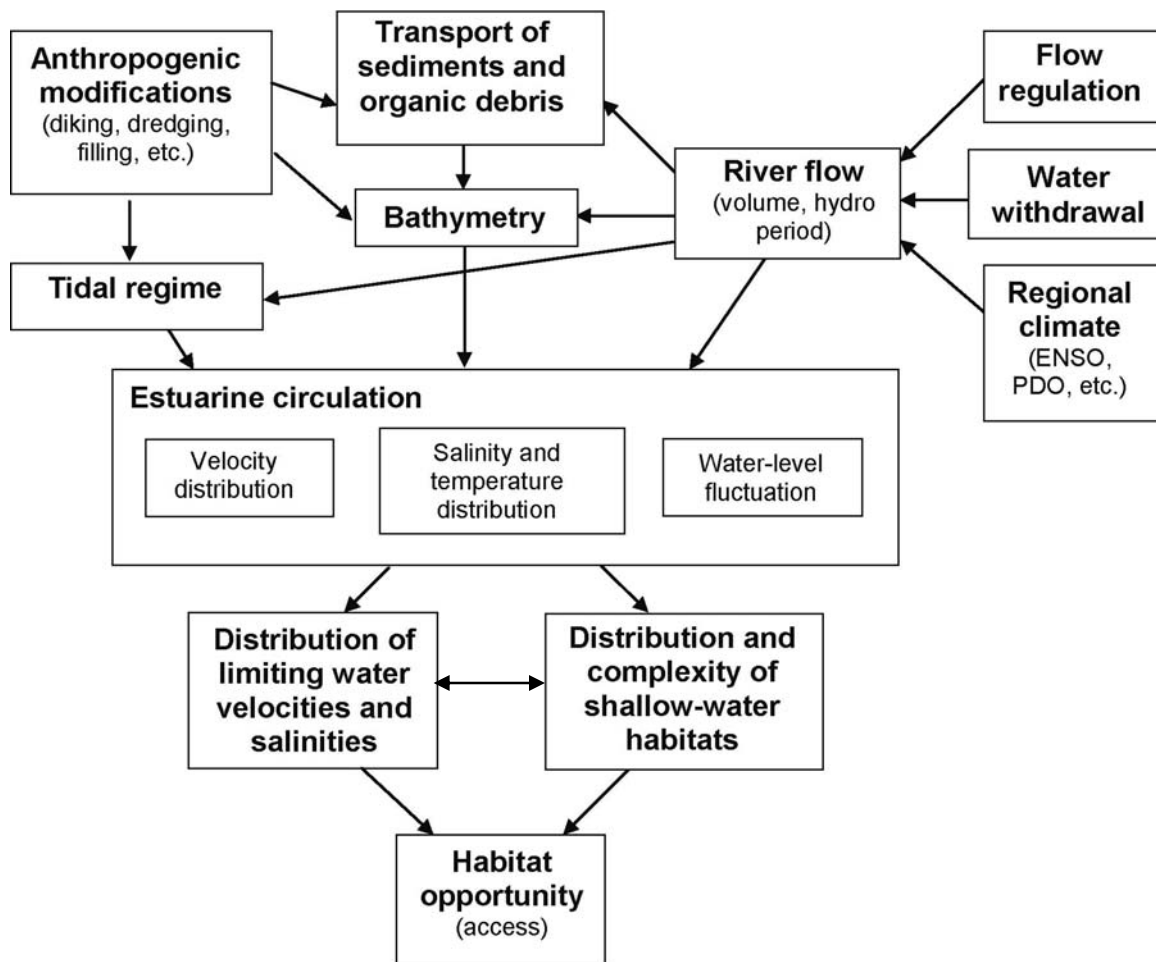 Anthropogenic
modifications
(diking, dredging,
filling, etc.)
Transport of
sediments and
organic debris
Flow
regulation
River flow
(volume, hydro
period)
Water
withdrawal
Bathymetry
Tidal regime
Regional
climate
(ENSO,
PDO, etc.)
Estuarine circulation
Velocity
distribution
Salinity and
temperature
distribution
Water-level
fluctuation
Distribution of
limiting water
velocities and
salinities
Distribution and
complexity of
shallow-water
habitats
Habitat
opportunity
(access)